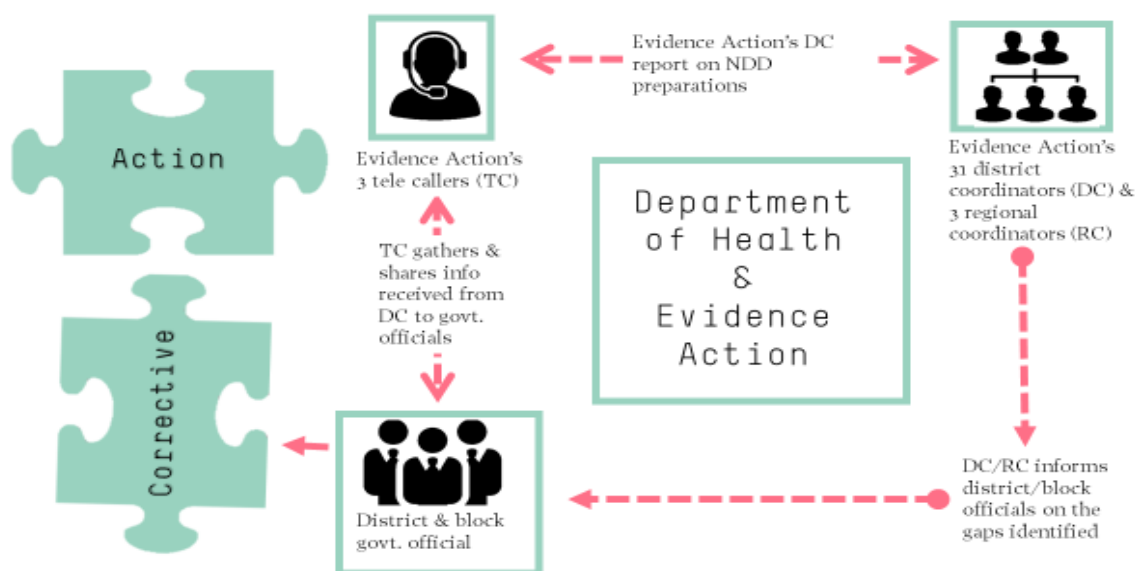 Action
Evidence Action's
3 tele callers (TC)
Evidence Action's DC
report on NDD
preparations
Evidence Action's
31 district
coordinators (DC) &
3 regional
coordinators (RC)
TC gathers &
shares info
received from
DC to govt.
officials
Department
of Health
&
Evidence
Action
Corrective
District & block
govt. official
DC/RC informs
district/block
officials on the
gaps identified